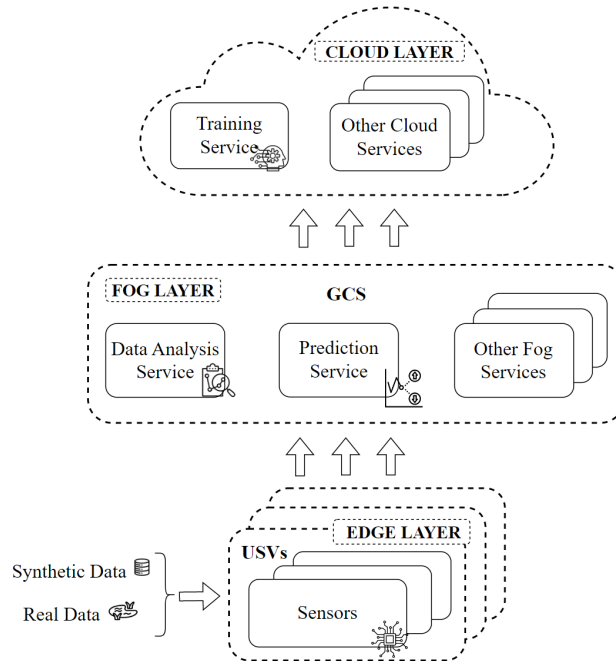 CLOUD LAYER
Training
Service
Other Cloud
Services
FOG LAYER
GCS
Data Analysis
Service
Prediction
Service
Other Fog
Services
EDGE LAYER
USVs
Synthetic Data
Real Data
Sensors